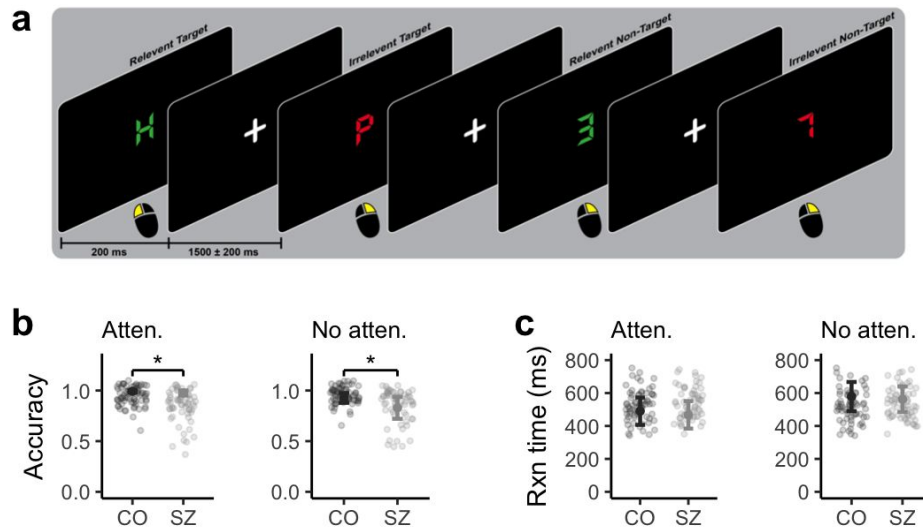 a
Relevent Target
Irrelevent Target
Relevent Non-Target
Irrelevent Non-Target
H
P
3
7
200 ms
1500 ± 200 ms
b
Atten.
No atten.
Accuracy
1.0
0.5
0.0
*
CO SZ
1.0
0.5
0.0
*
CO SZ
c
Atten.
No atten.
Rxn time (ms)
800
600
400
200
0
CO SZ
800
600
400
200
0
CO SZ